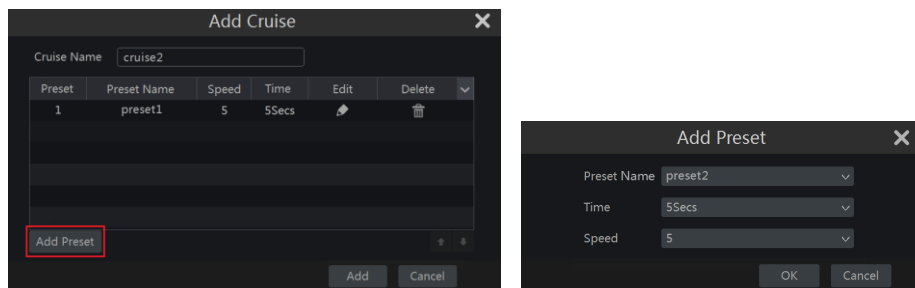 Add Cruise
Cruise Name cruise2
Preset Preset Name Speed Time Edit Delete
1 preset1 5 5Secs
Add Preset
Add Cancel
Add Preset
Preset Name preset2
Time 5Secs
Speed 5
OK Cancel